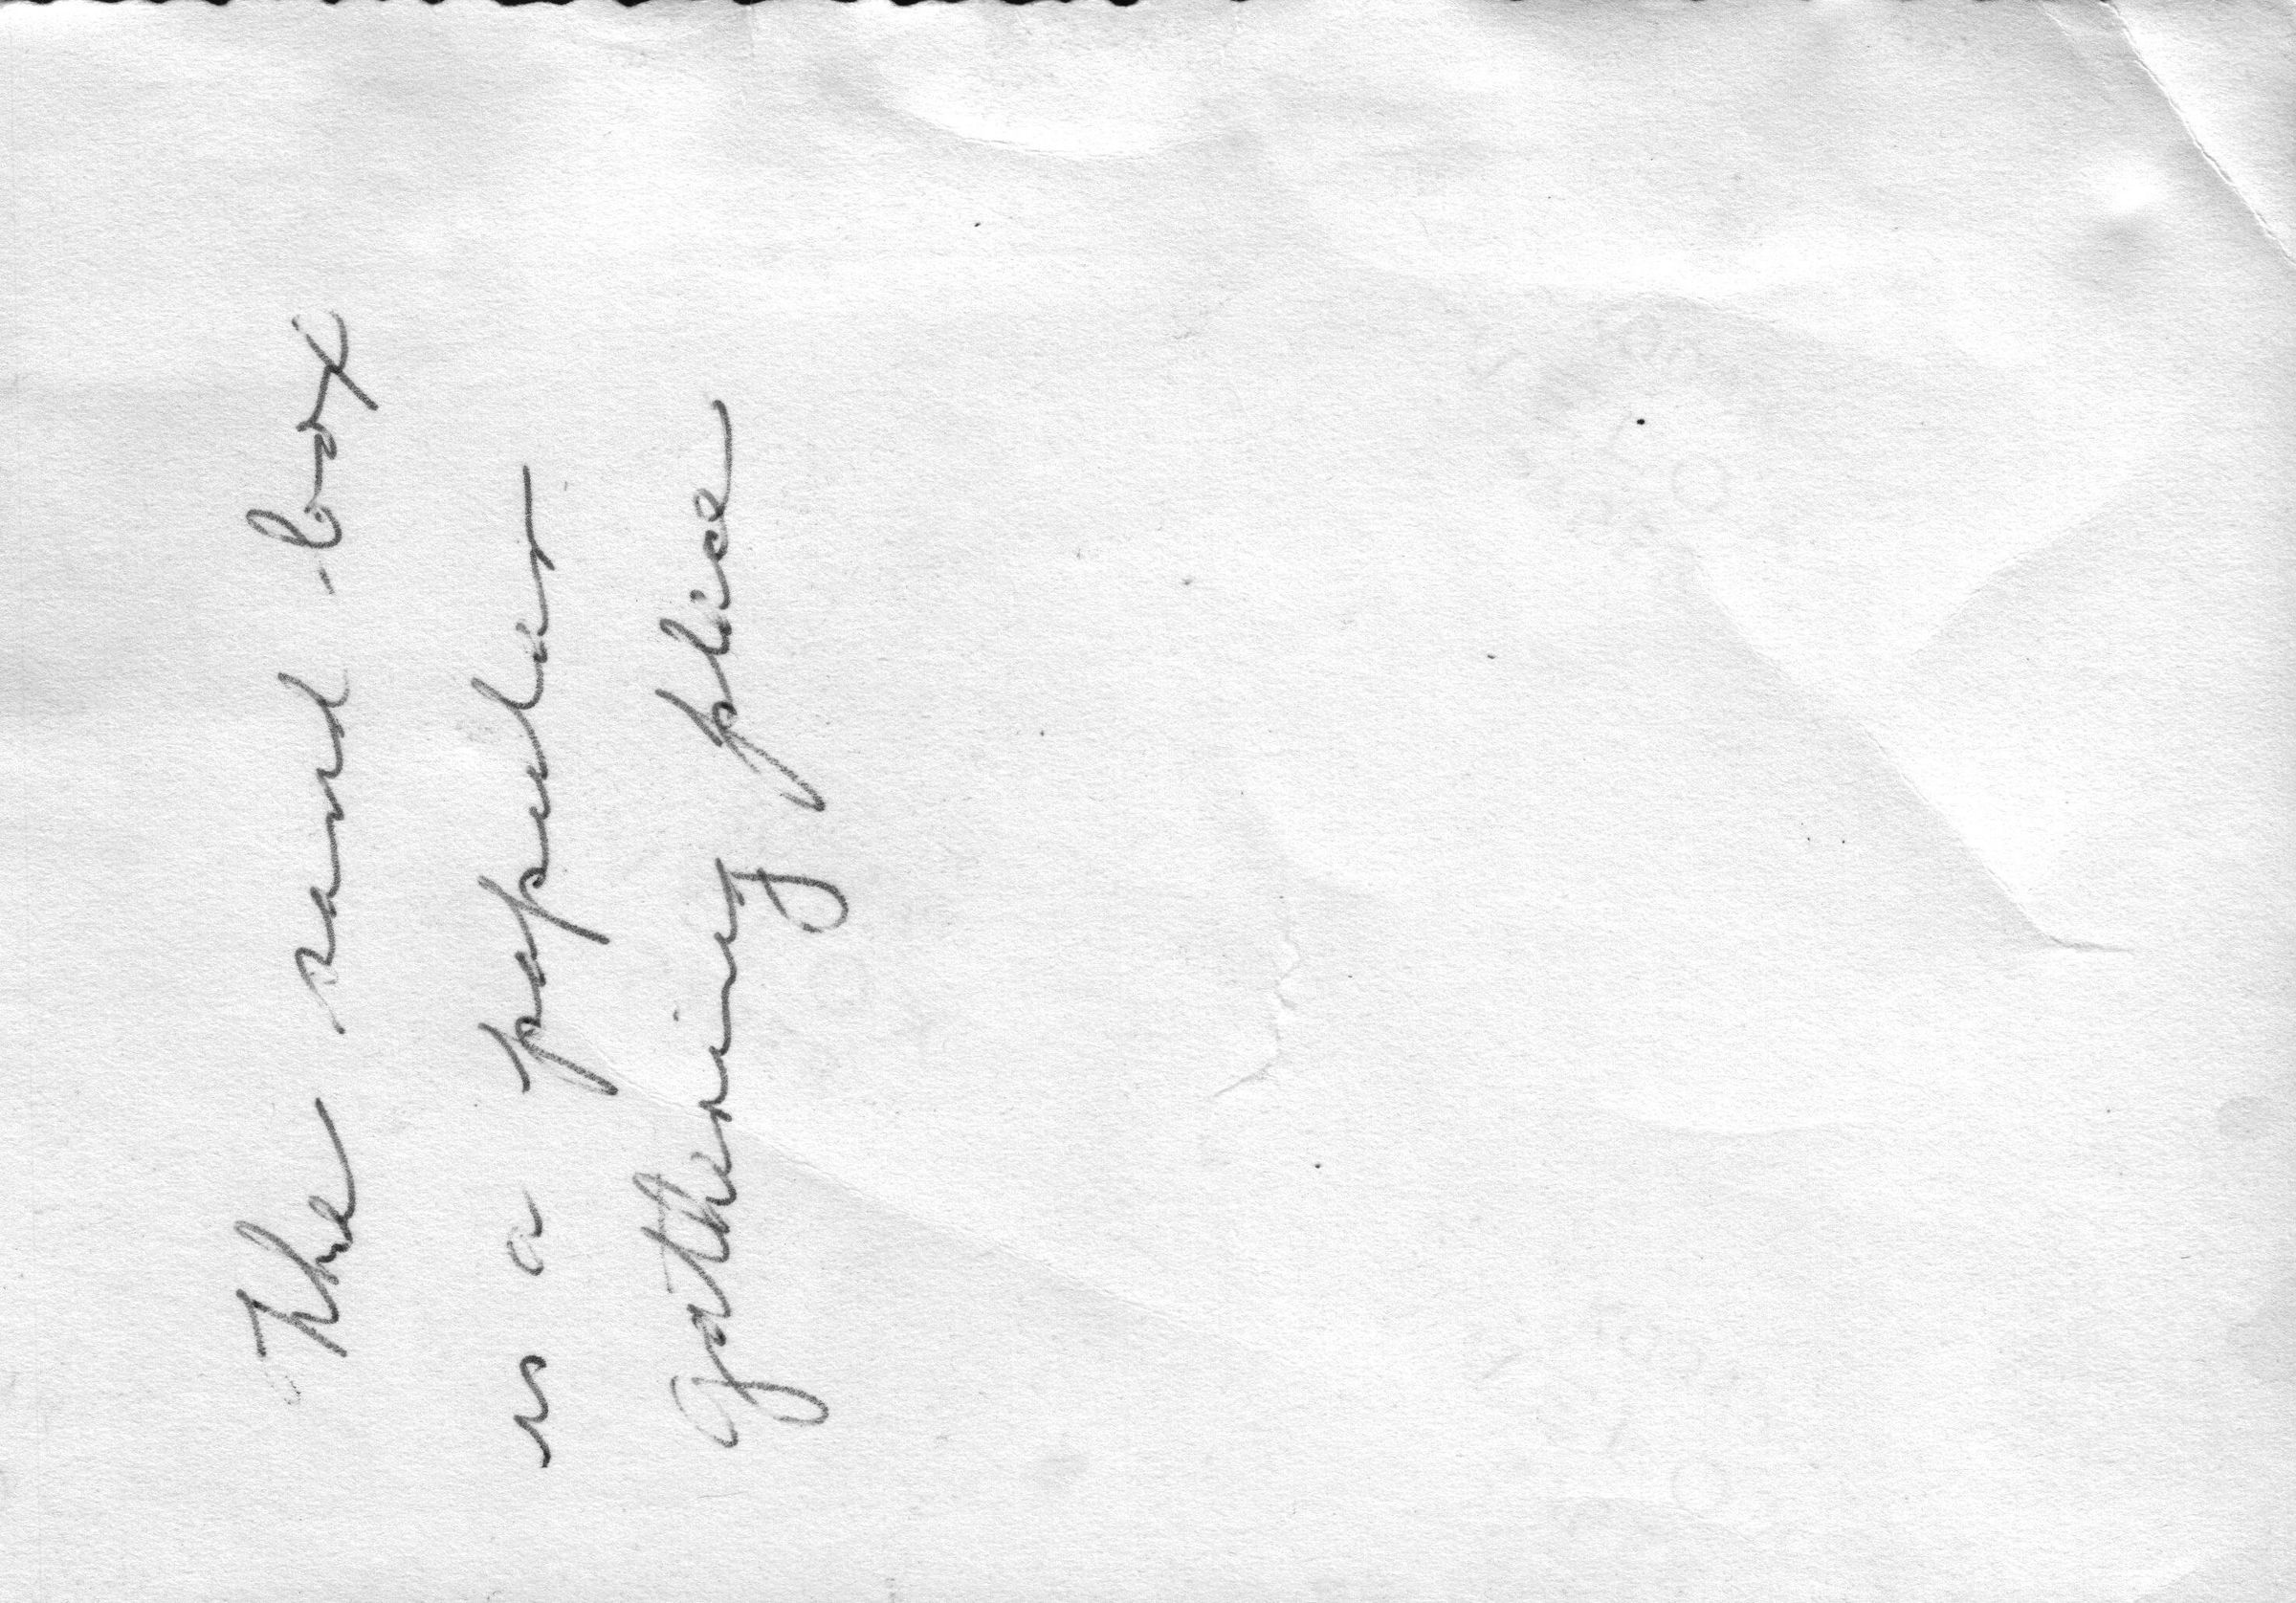 The sand-box
is a popular
gathering place